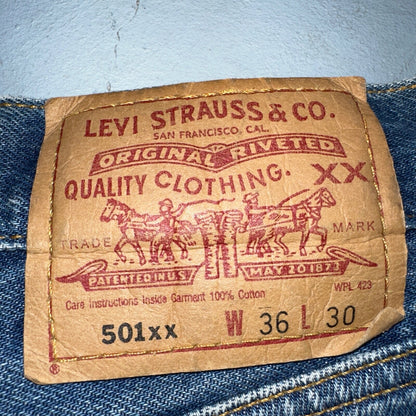 LEVI STRAUSS & CO.
SAN FRANCISCO, CAL.
ORIGINAL RIVETED
QUALITY CLOTHING. XX
TRADE MARK
PATENTED IN U.S. MAY 20 1873
Care Instructions Inside Garment 100% Cotton WPL 423
501xx W 36 L 30
®